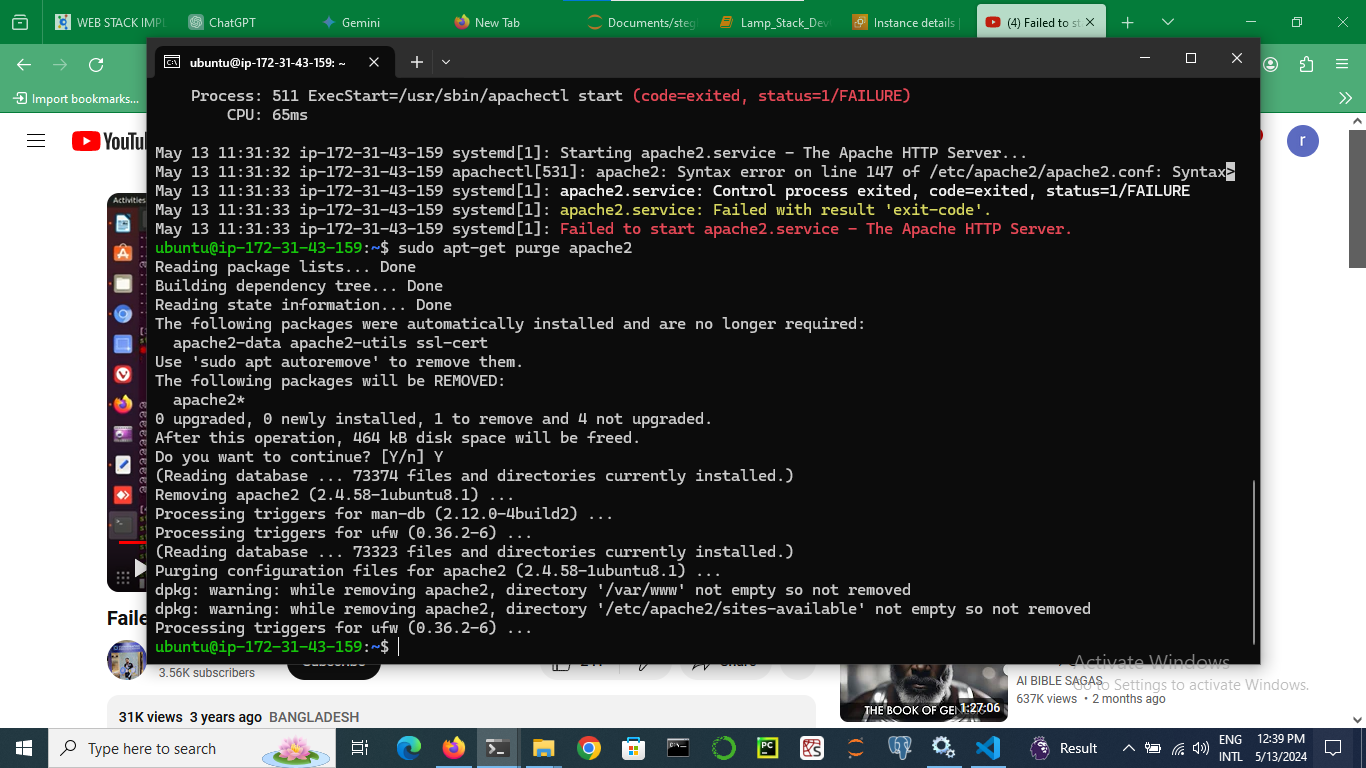 WEB STACK IMPL
ChatGPT
Gemini
New Tab
Documents/steg
Lamp_Stack_Dev
Instance details |
(4) Failed to st
Import bookmarks...
YouTu
r
Activities
ubuntu@ip-172-31-43-159: ~
Process: 511 ExecStart=/usr/sbin/apachectl start (code=exited, status=1/FAILURE)
CPU: 65ms
May 13 11:31:32 ip-172-31-43-159 systemd[1]: Starting apache2.service - The Apache HTTP Server...
May 13 11:31:32 ip-172-31-43-159 apachectl[531]: apache2: Syntax error on line 147 of /etc/apache2/apache2.conf: Syntax>
May 13 11:31:33 ip-172-31-43-159 systemd[1]: apache2.service: Control process exited, code=exited, status=1/FAILURE
May 13 11:31:33 ip-172-31-43-159 systemd[1]: apache2.service: Failed with result 'exit-code'.
May 13 11:31:33 ip-172-31-43-159 systemd[1]: Failed to start apache2.service - The Apache HTTP Server.
ubuntu@ip-172-31-43-159:~$ sudo apt-get purge apache2
Reading package lists... Done
Building dependency tree... Done
Reading state information... Done
The following packages were automatically installed and are no longer required:
apache2-data apache2-utils ssl-cert
Use 'sudo apt autoremove' to remove them.
The following packages will be REMOVED:
apache2*
0 upgraded, 0 newly installed, 1 to remove and 4 not upgraded.
After this operation, 464 kB disk space will be freed.
Do you want to continue? [Y/n] Y
(Reading database ... 73374 files and directories currently installed.)
Removing apache2 (2.4.58-1ubuntu8.1) ...
Processing triggers for man-db (2.12.0-4build2) ...
Processing triggers for ufw (0.36.2-6) ...
(Reading database ... 73323 files and directories currently installed.)
Purging configuration files for apache2 (2.4.58-1ubuntu8.1) ...
dpkg: warning: while removing apache2, directory '/var/www' not empty so not removed
dpkg: warning: while removing apache2, directory '/etc/apache2/sites-available' not empty so not removed
Processing triggers for ufw (0.36.2-6) ...
ubuntu@ip-172-31-43-159:~$
Faile
3.56K subscribers
Subscribe
Share
31K views 3 years ago BANGLADESH
THE BOOK OF GEN
1:27:06
AI BIBLE SAGAS
637K views • 2 months ago
Activate Windows
Go to Settings to activate Windows.
Type here to search
PC
Result
ENG
INTL
12:39 PM
5/13/2024